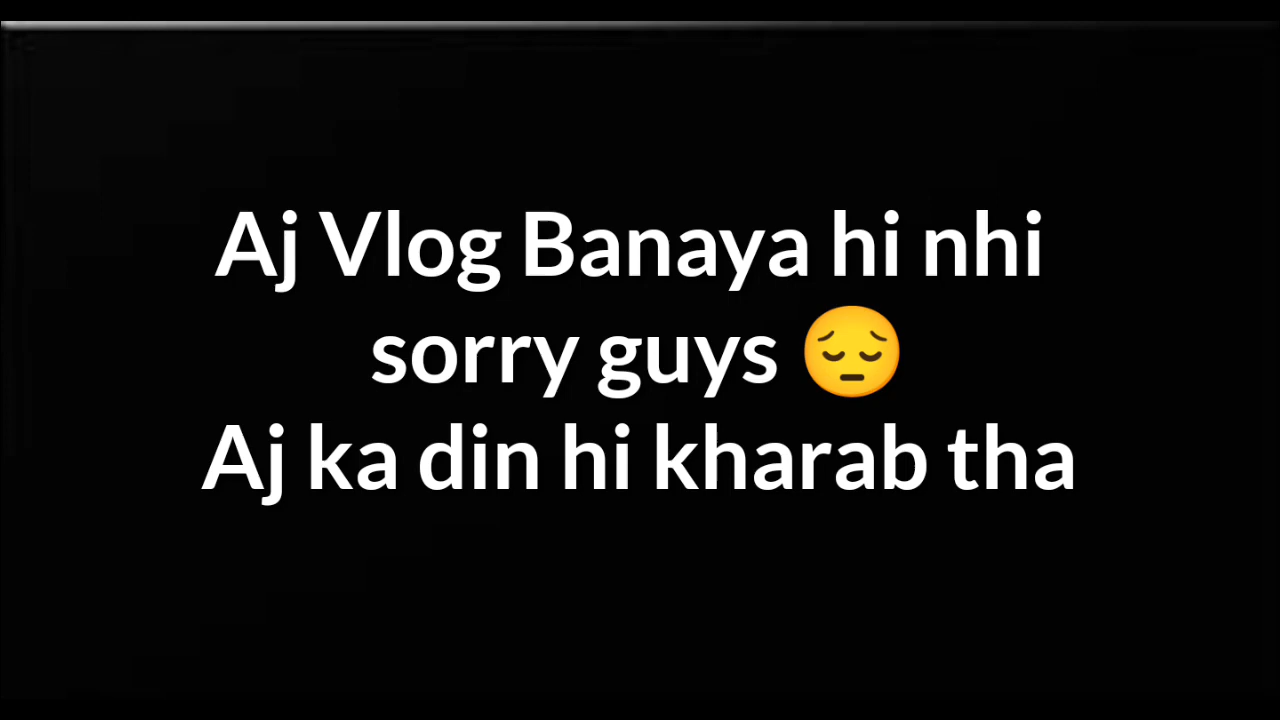 Aj Vlog Banaya hi nhi
sorry guys 😔
Aj ka din hi kharab tha